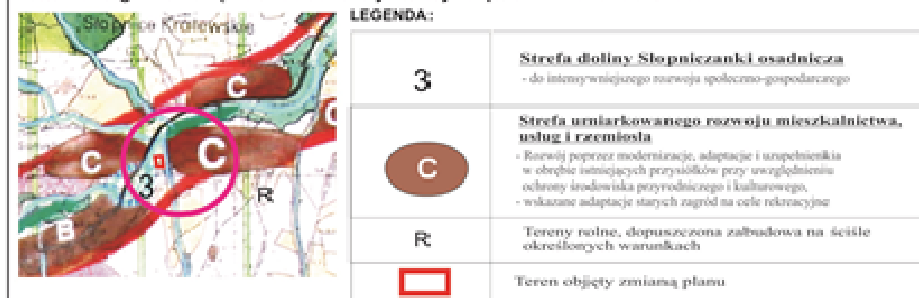 Słopnice Królewskie
C
C
C
C
3
R
B
LEGENDA:
3
Strefa doliny Słopniczanki osadnicza
- do intensywniejszego rozwoju społeczno-gospodarczego
C
Strefa umiarkowanego rozwoju mieszkalnictwa,
usług i rzemiosła
- Rozwój poprzez modernizacje, adaptacje i uzupełnienia
w obrębie istniejących przysiółków przy uwzględnieniu
ochrony środowiska przyrodniczego i kulturowego,
- wskazane adaptacje starych zagród na cele rekreacyjne
R
Tereny rolne, dopuszczona zabudowa na ściśle
określonych warunkach
Teren objęty zmianą planu